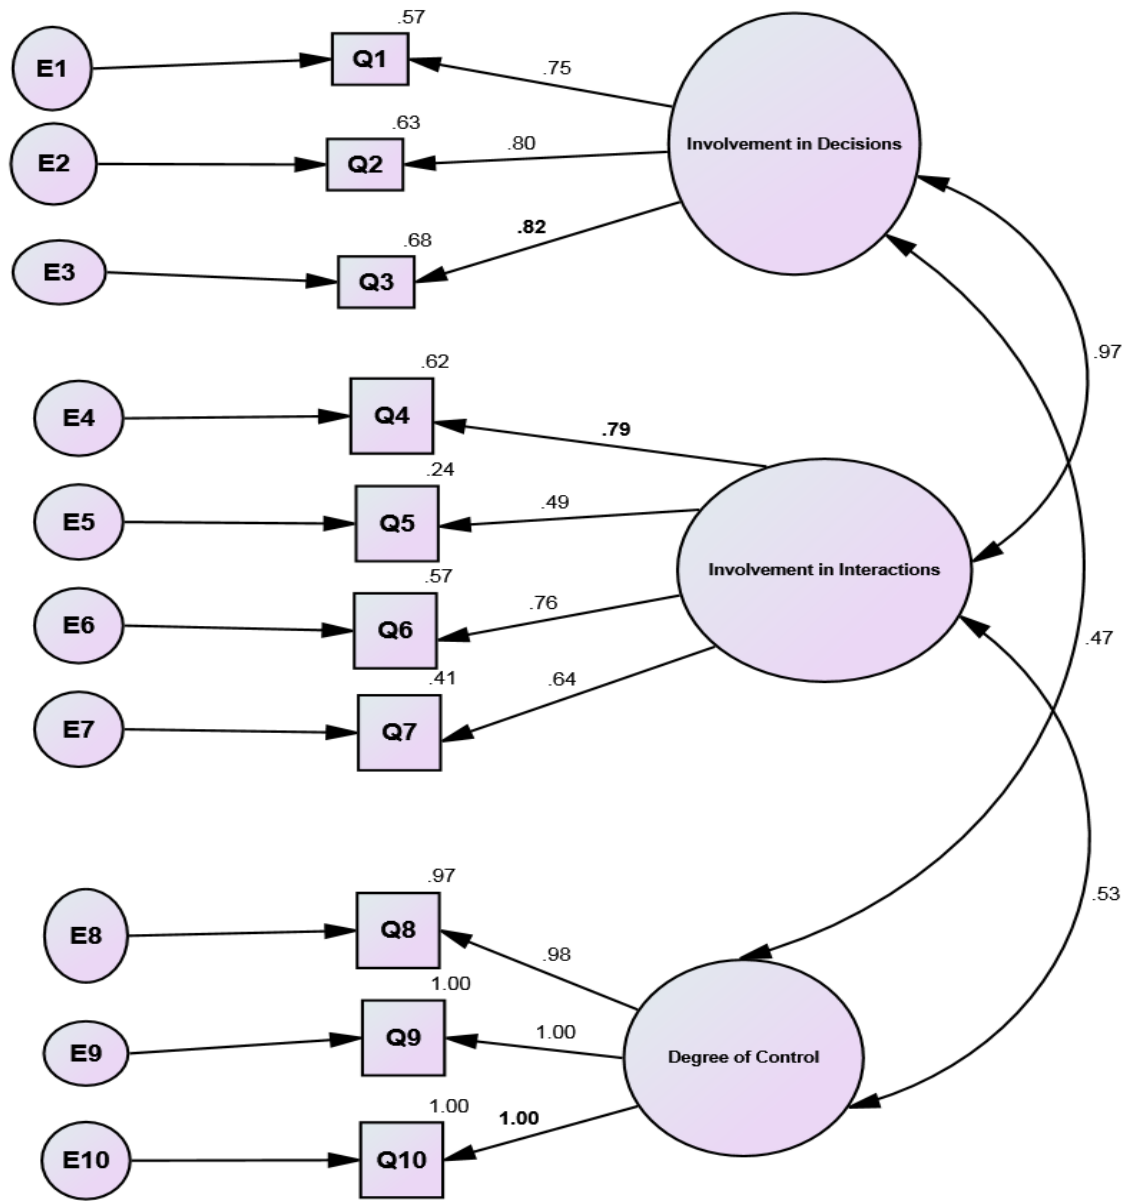 .57
E1
Q1
.75
.63
E2
Q2
.80
Involvement in Decisions
.68
E3
Q3
.82
.97
.62
E4
Q4
.79
.24
E5
Q5
.49
.57
E6
Q6
.76
Involvement in Interactions
.47
.41
E7
Q7
.64
.53
.97
E8
Q8
.98
1.00
E9
Q9
1.00
Degree of Control
1.00
E10
Q10
1.00